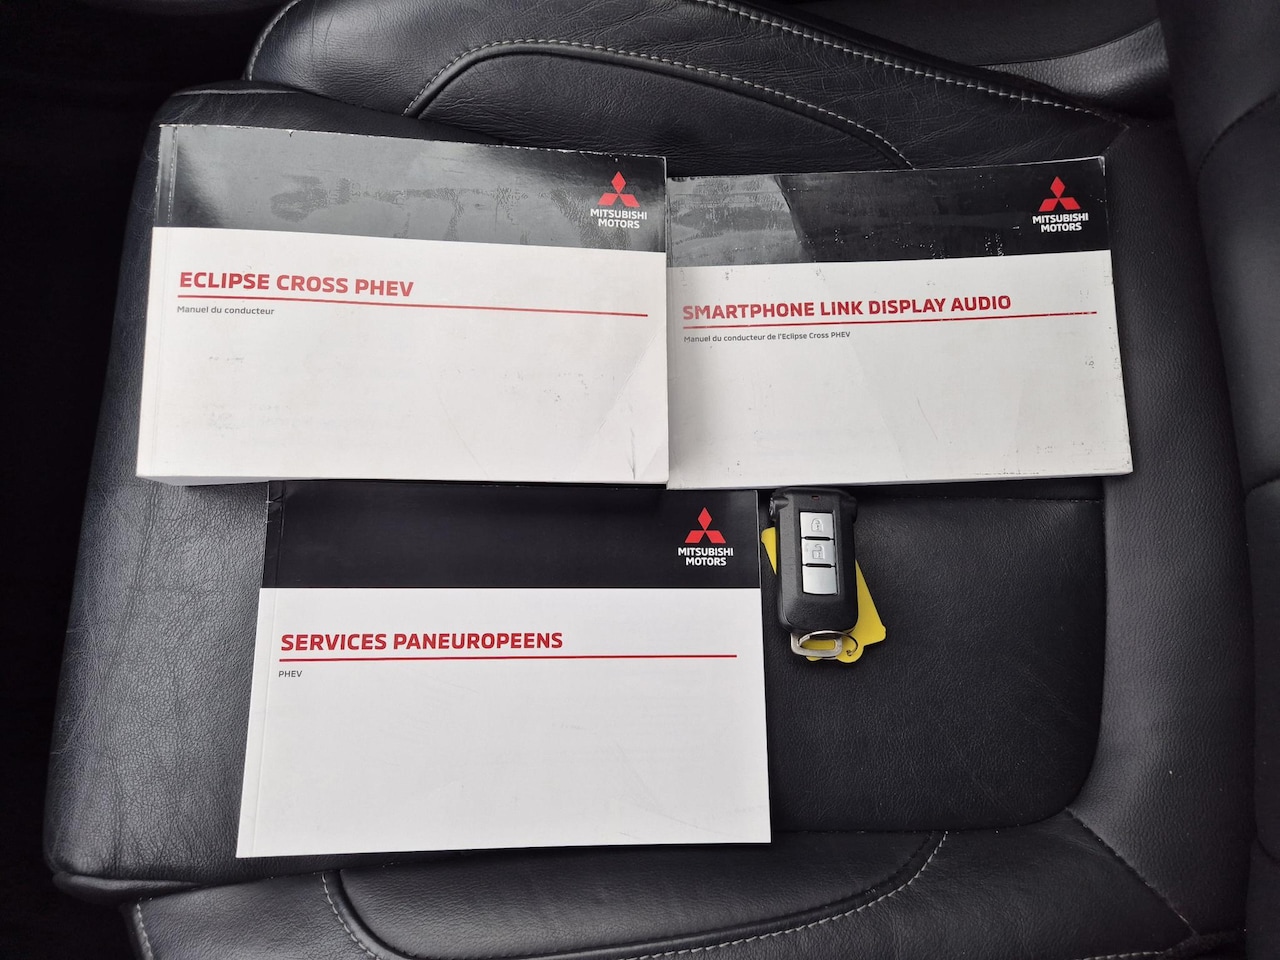 MITSUBISHI
MOTORS
ECLIPSE CROSS PHEV
Manuel du conducteur
MITSUBISHI
MOTORS
SMARTPHONE LINK DISPLAY AUDIO
Manuel du conducteur de l'Eclipse Cross PHEV
MITSUBISHI
MOTORS
SERVICES PANEUROPEENS
PHEV